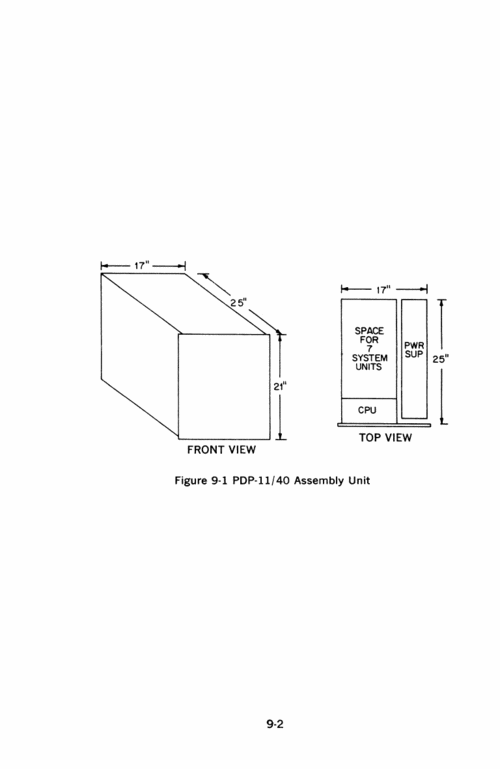 17"
25"
21"
FRONT VIEW
17"
SPACE
FOR
7
SYSTEM
UNITS
PWR
SUP
25"
CPU
TOP VIEW
Figure 9-1 PDP-11/40 Assembly Unit
9-2